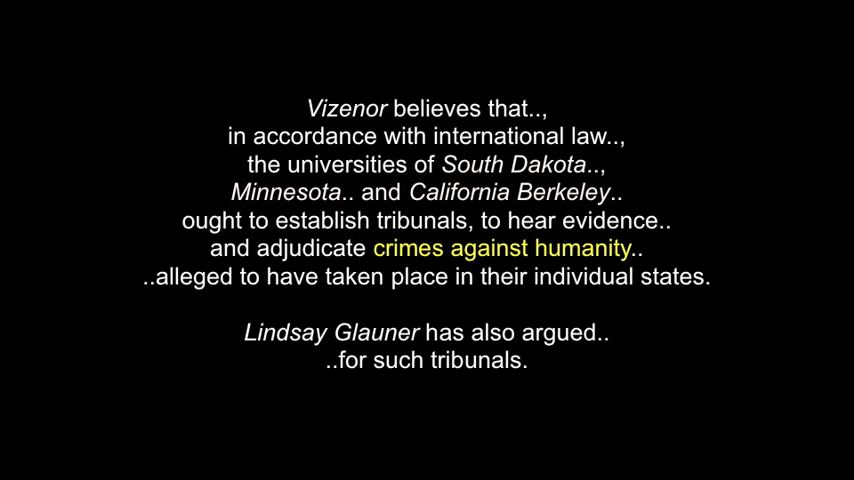 Vizenor believes that..,
in accordance with international law..,
the universities of South Dakota..,
Minnesota.. and California Berkeley..
ought to establish tribunals, to hear evidence..
and adjudicate crimes against humanity..
..alleged to have taken place in their individual states.
Lindsay Glauner has also argued..
..for such tribunals.